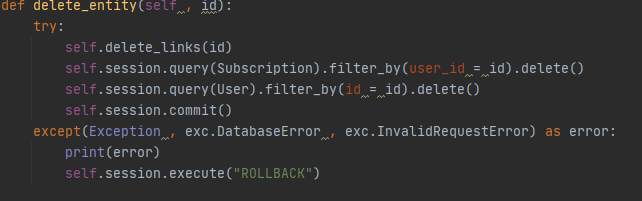 def delete_entity(self , id):
    try:
        self.delete_links(id)
        self.session.query(Subscription).filter_by(user_id = id).delete()
        self.session.query(User).filter_by(id = id).delete()
        self.session.commit()
    except(Exception , exc.DatabaseError , exc.InvalidRequestError) as error:
        print(error)
        self.session.execute("ROLLBACK")